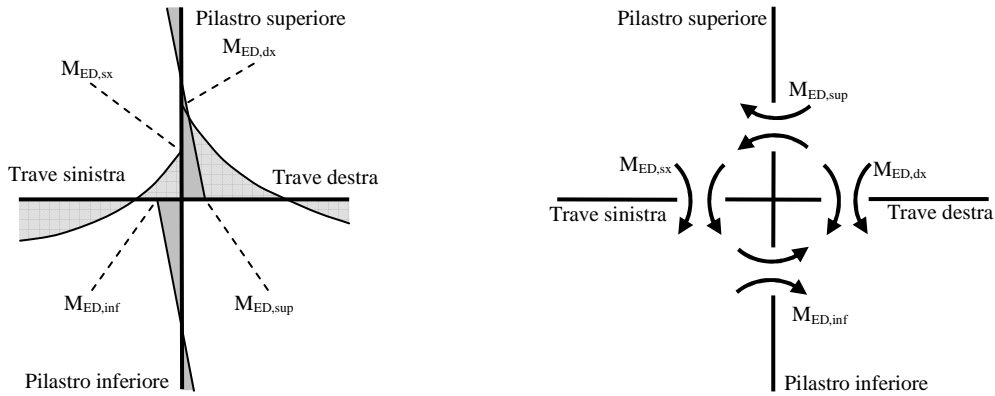 Pilastro superiore
M_ED,dx
M_ED,sx
Trave sinistra
Trave destra
M_ED,inf
M_ED,sup
Pilastro inferiore
Pilastro superiore
M_ED,sup
M_ED,sx
M_ED,dx
Trave sinistra
Trave destra
M_ED,inf
Pilastro inferiore